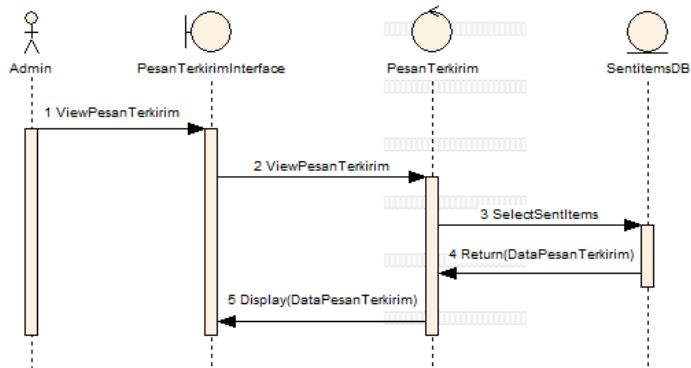 Admin
PesanTerkirimInterface
PesanTerkirim
SentitemsDB
1 ViewPesanTerkirim
2 ViewPesanTerkirim
3 SelectSentItems
4 Return(DataPesanTerkirim)
5 Display(DataPesanTerkirim)